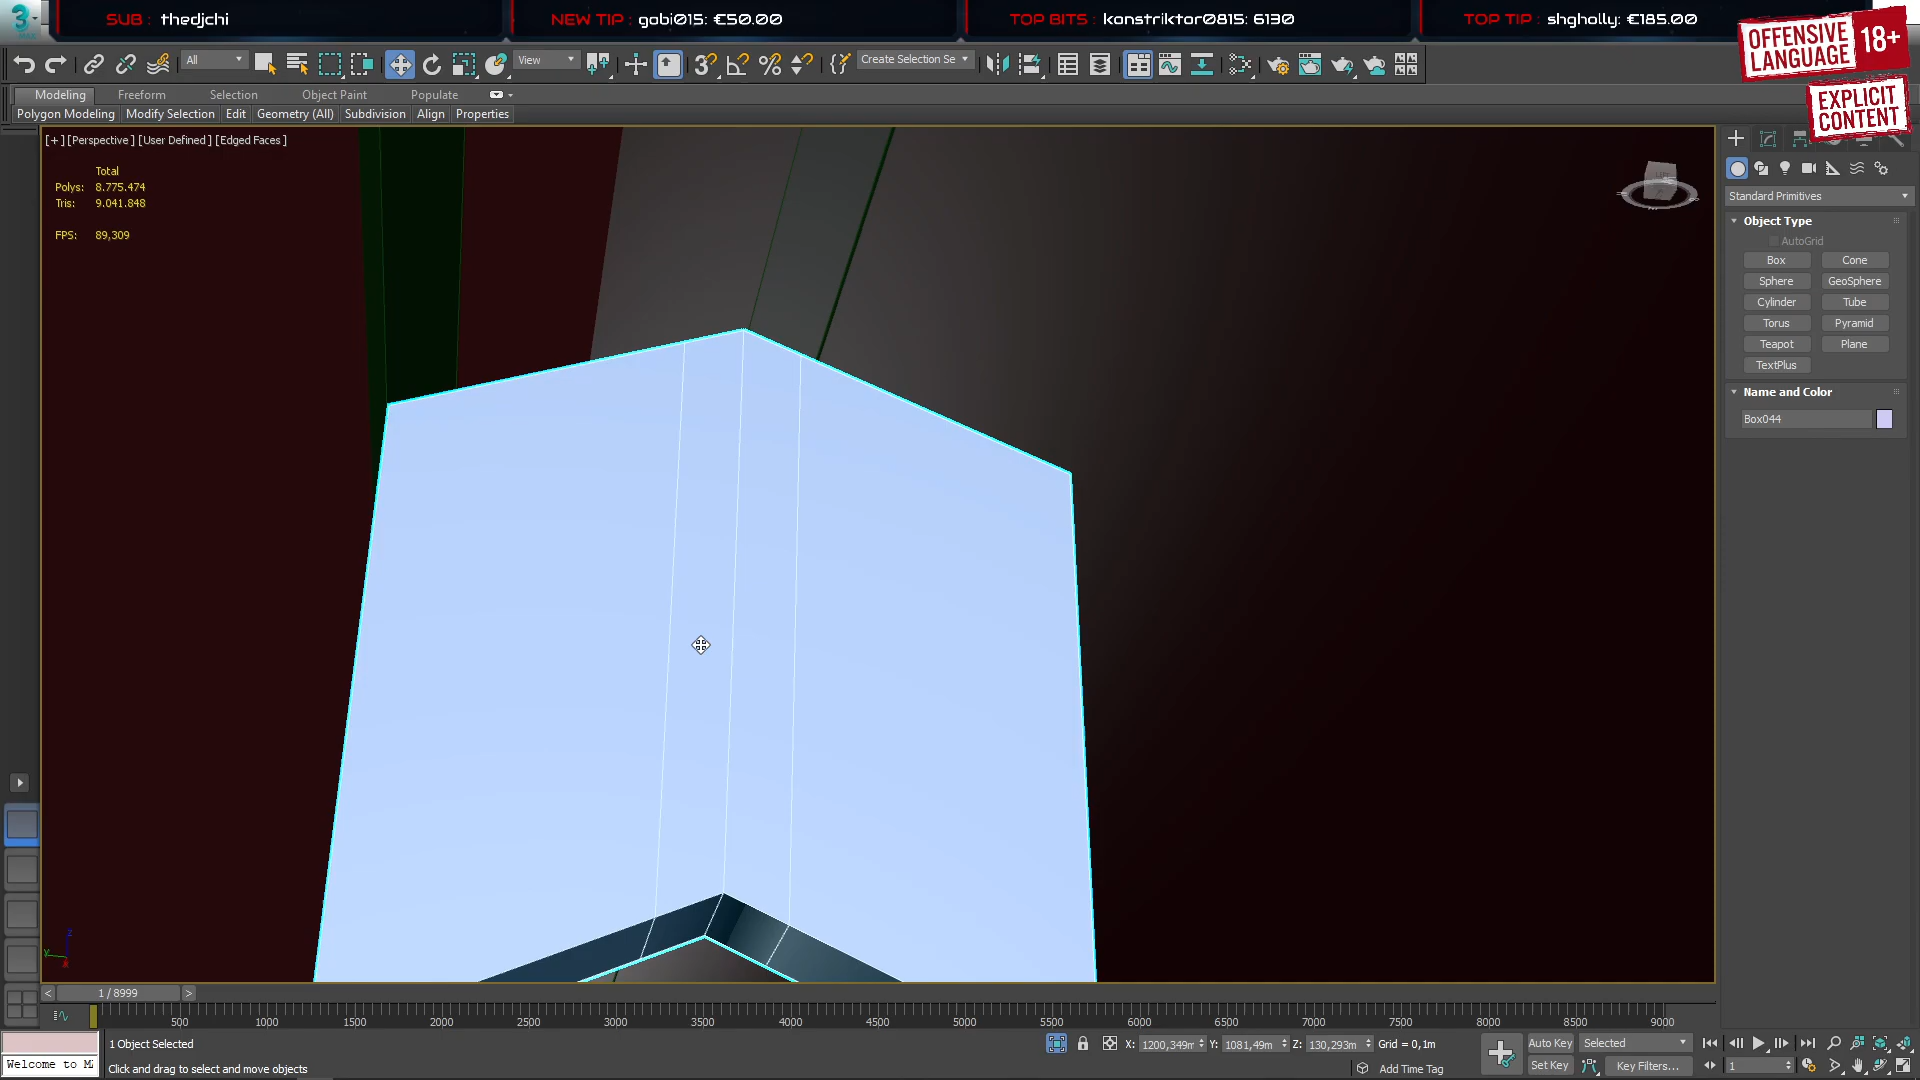 SUB : thedjchi
NEW TIP : gabi015: €50.00
TOP BITS : konstriktor0815: 6130
TOP TIP : shgholly: €185.00
OFFENSIVE LANGUAGE 18+
EXPLICIT CONTENT
3 MAX
All
View
Create Selection Se
Modeling
Freeform
Selection
Object Paint
Populate
Polygon Modeling
Modify Selection
Edit
Geometry (All)
Subdivision
Align
Properties
[+] [Perspective ] [User Defined ] [Edged Faces ]
Total
Polys: 8.775.474
Tris: 9.041.848
FPS: 89,309
Standard Primitives
Object Type
AutoGrid
Box
Cone
Sphere
GeoSphere
Cylinder
Tube
Torus
Pyramid
Teapot
Plane
TextPlus
Name and Color
Box044
z
y
x
< 1 / 8999 >
500 1000 1500 2000 2500 3000 3500 4000 4500 5000 5500 6000 6500 7000 7500 8000 8500 9000
1 Object Selected
X: 1200,349m Y: 1081,49m Z: 130,293m Grid = 0,1m
Auto Key
Selected
Welcome to M
Click and drag to select and move objects
Add Time Tag
Set Key
Key Filters...
1